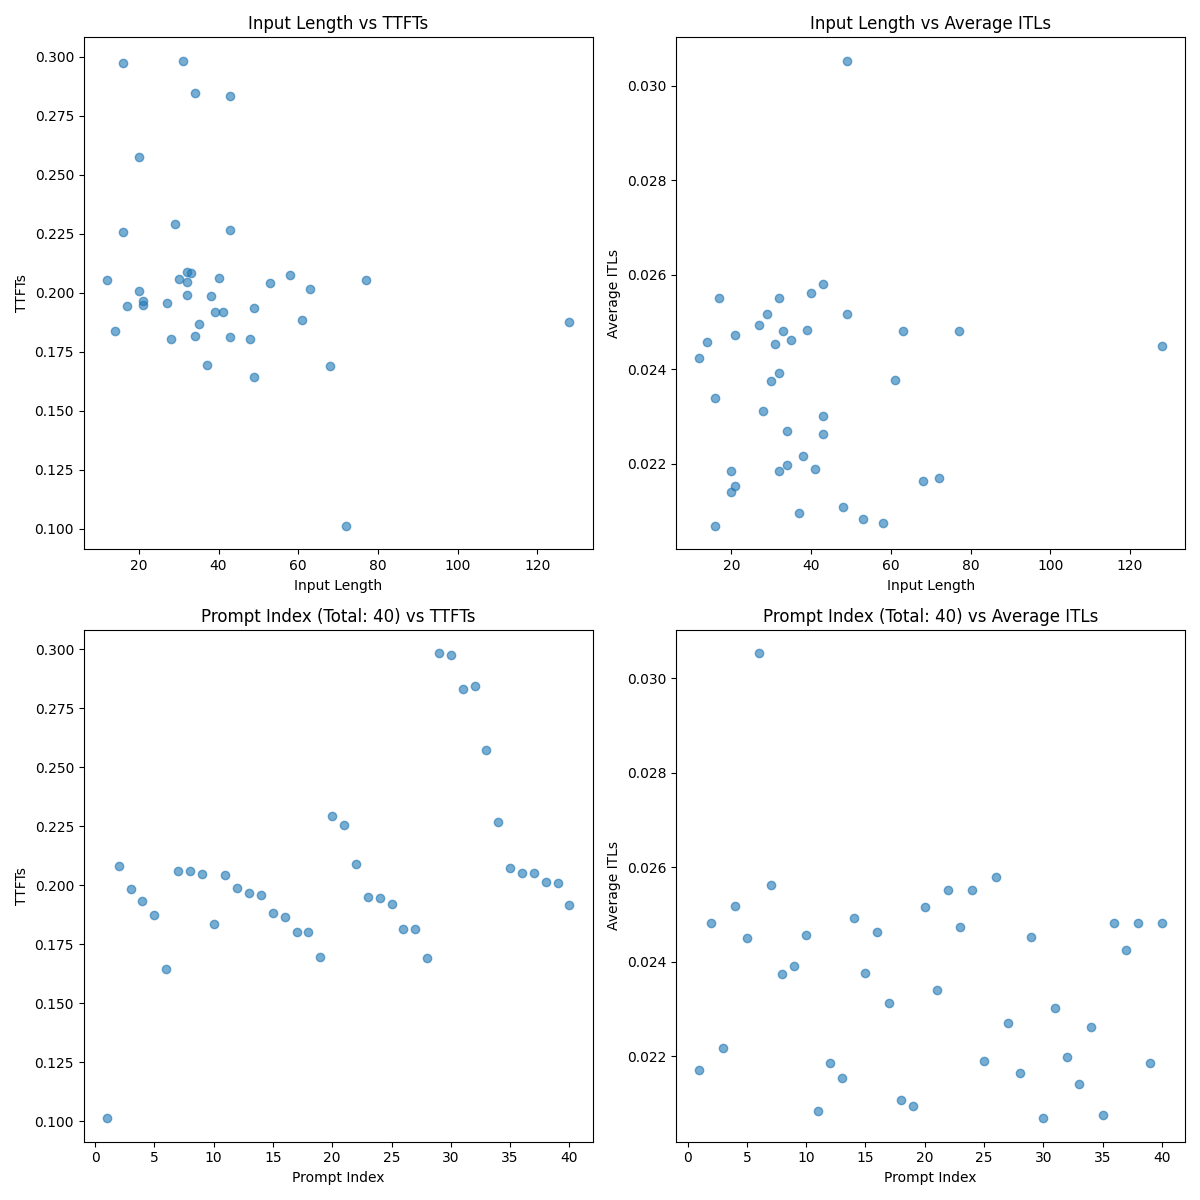 Input Length vs TTFTs
0.300
0.275
0.250
0.225
0.200
0.175
0.150
0.125
0.100
TTFTs
20 40 60 80 100 120
Input Length
Input Length vs Average ITLs
0.030
0.028
0.026
0.024
0.022
Average ITLs
20 40 60 80 100 120
Input Length
Prompt Index (Total: 40) vs TTFTs
0.300
0.275
0.250
0.225
0.200
0.175
0.150
0.125
0.100
TTFTs
0 5 10 15 20 25 30 35 40
Prompt Index
Prompt Index (Total: 40) vs Average ITLs
0.030
0.028
0.026
0.024
0.022
Average ITLs
0 5 10 15 20 25 30 35 40
Prompt Index